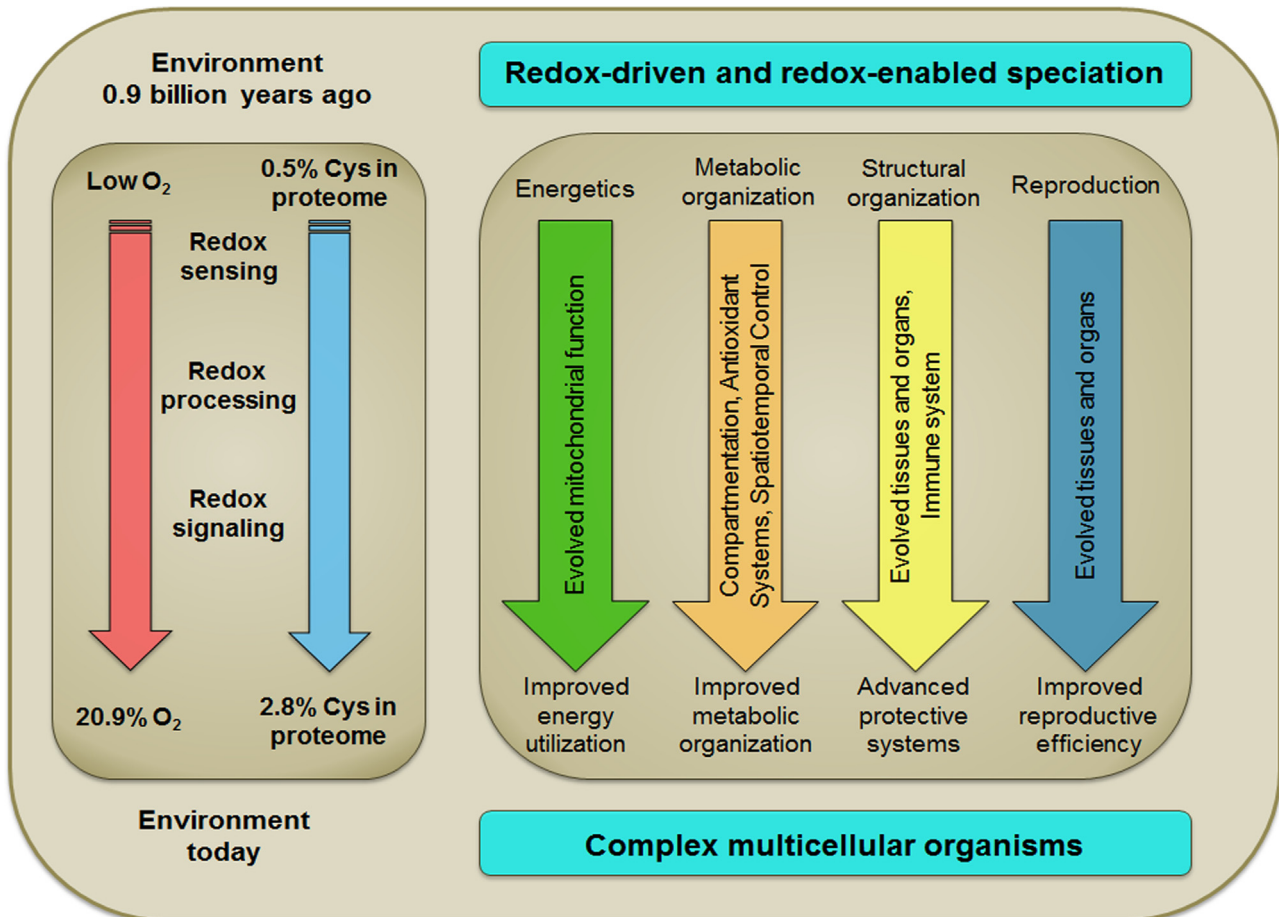 Environment
0.9 billion years ago
Low O₂
0.5% Cys in
proteome
Redox
sensing
Redox
processing
Redox
signaling
20.9% O₂
2.8% Cys in
proteome
Environment
today
Redox-driven and redox-enabled speciation
Energetics
Metabolic
organization
Structural
organization
Reproduction
Evolved mitochondrial function
Compartmentation, Antioxidant
Systems, Spatiotemporal Control
Evolved tissues and organs,
Immune system
Evolved tissues and organs
Improved
energy
utilization
Improved
metabolic
organization
Advanced
protective
systems
Improved
reproductive
efficiency
Complex multicellular organisms